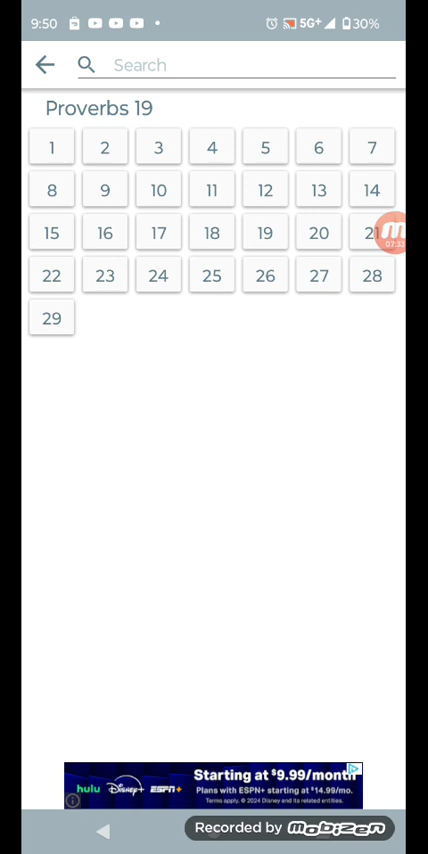 9:50 5G+ 30%
Search
Proverbs 19
1 2 3 4 5 6 7
8 9 10 11 12 13 14
15 16 17 18 19 20 21
07:33
22 23 24 25 26 27 28
29
Starting at $9.99/month
hulu Disney+ ESPN+ Plans with ESPN+ starting at $14.99/mo.
Terms apply. © 2024 Disney and its related entities.
Recorded by mobizen